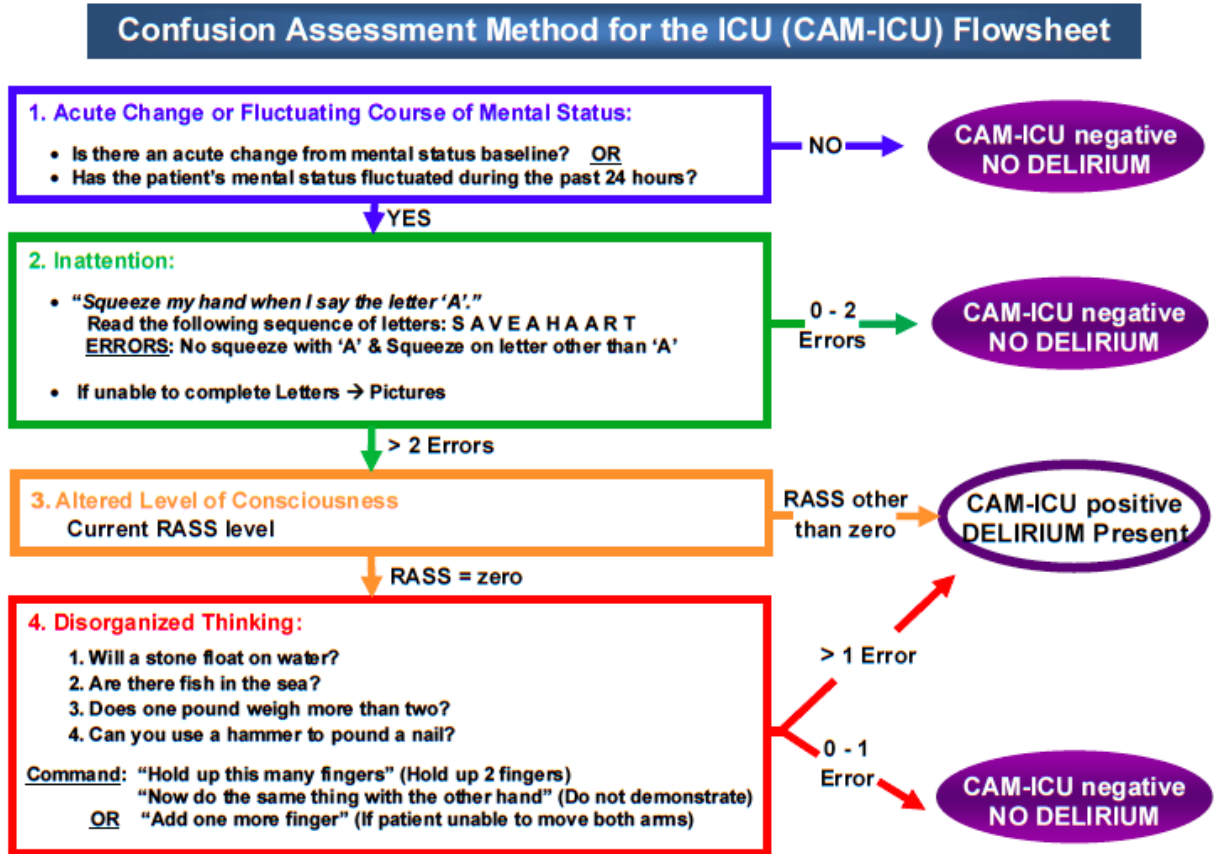 Confusion Assessment Method for the ICU (CAM-ICU) Flowsheet
1. Acute Change or Fluctuating Course of Mental Status:
• Is there an acute change from mental status baseline? OR
• Has the patient's mental status fluctuated during the past 24 hours?
NO
CAM-ICU negative
NO DELIRIUM
YES
2. Inattention:
• "Squeeze my hand when I say the letter 'A'."
Read the following sequence of letters: S A V E A H A A R T
ERRORS: No squeeze with 'A' & Squeeze on letter other than 'A'
• If unable to complete Letters → Pictures
0 - 2
Errors
CAM-ICU negative
NO DELIRIUM
> 2 Errors
3. Altered Level of Consciousness
Current RASS level
RASS other
than zero
CAM-ICU positive
DELIRIUM Present
RASS = zero
4. Disorganized Thinking:
1. Will a stone float on water?
2. Are there fish in the sea?
3. Does one pound weigh more than two?
4. Can you use a hammer to pound a nail?
Command: "Hold up this many fingers" (Hold up 2 fingers)
"Now do the same thing with the other hand" (Do not demonstrate)
OR "Add one more finger" (If patient unable to move both arms)
> 1 Error
0 - 1
Error
CAM-ICU negative
NO DELIRIUM